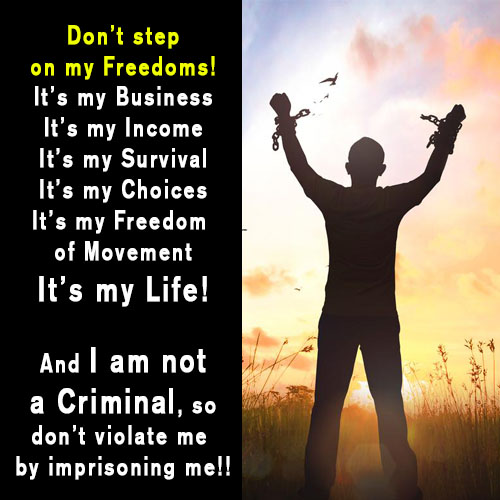 Don't step
on my Freedoms!
It's my Business
It's my Income
It's my Survival
It's my Choices
It's my Freedom
of Movement
It's my Life!
And I am not
a Criminal, so
don't violate me
by imprisoning me!!